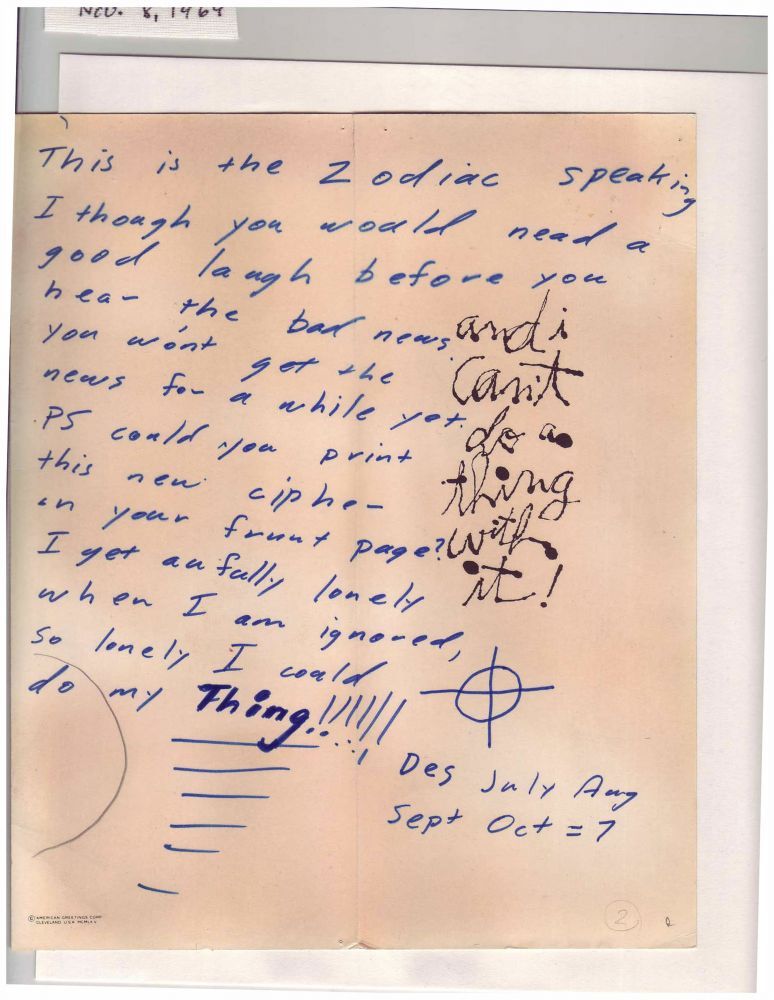 Nov. 8, 1969
This is the Zodiac speaking
I though you would nead a
good laugh before you
hear the bad news
you won't get the
news for a while yet.
PS could you print
this new cipher
on your frunt page?
I get aufully lonely
when I am ignored,
so lonely I could
do my Thing!!!!!!
and i
can't
do a
thing
with
it!
Des July Aug
Sept Oct = 7
© AMERICAN GREETINGS CORP.
CLEVELAND U.S.A. MCMLXV
2